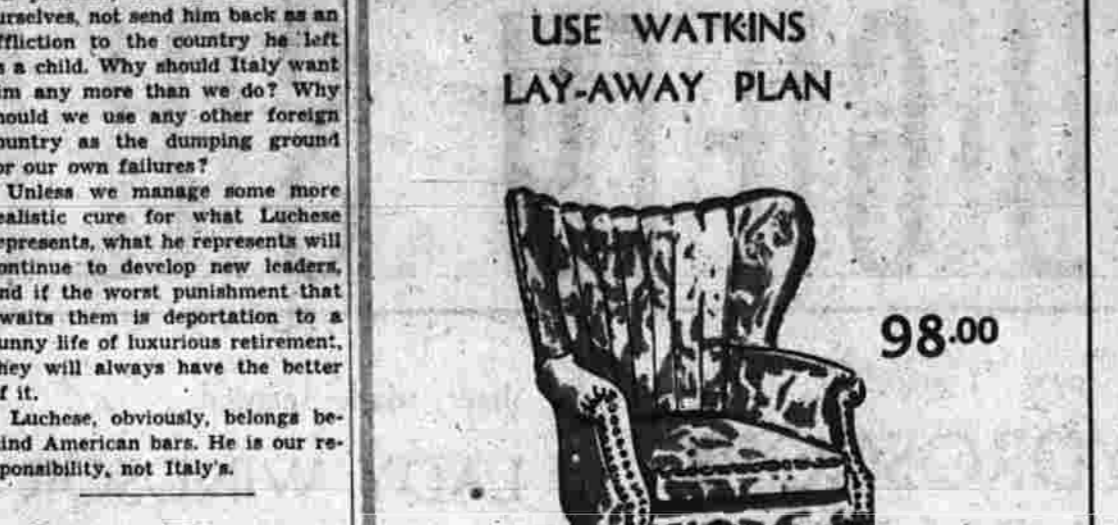 urselves, not send him back as an
ffliction to the country he left
s a child. Why should Italy want
im any more than we do? Why
hould we use any other foreign
ountry as the dumping ground
or our own failures?
Unless we manage some more
ealistic cure for what Luchese
epresents, what he represents will
ontinue to develop new leaders,
nd if the worst punishment that
waits them is deportation to a
unny life of luxurious retirement,
hey will always have the better
f it.
Luchese, obviously, belongs be-
ind American bars. He is our re-
ponsibility, not Italy's.
USE WATKINS
LAY-AWAY PLAN
98.00